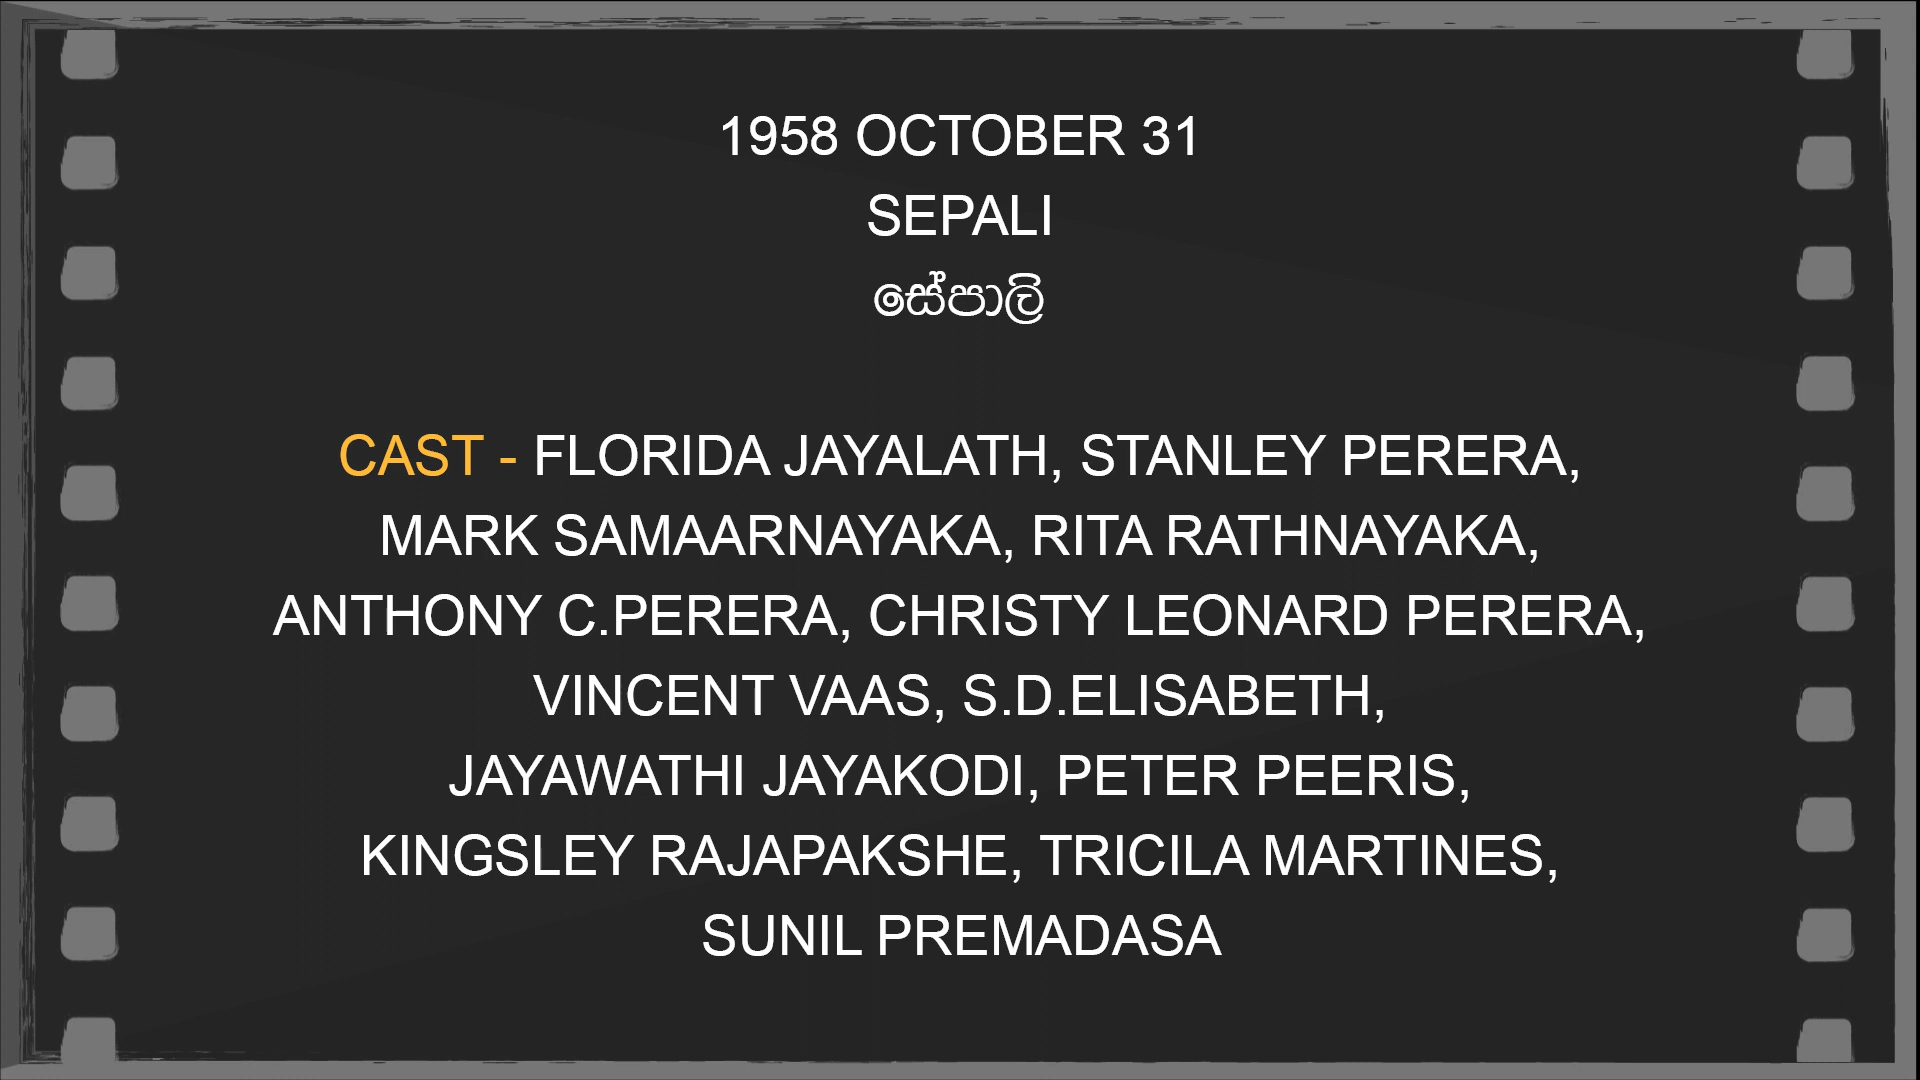 1958 OCTOBER 31
SEPALI
සේපාලි
CAST - FLORIDA JAYALATH, STANLEY PERERA,
MARK SAMAARNAYAKA, RITA RATHNAYAKA,
ANTHONY C.PERERA, CHRISTY LEONARD PERERA,
VINCENT VAAS, S.D.ELISABETH,
JAYAWATHI JAYAKODI, PETER PEERIS,
KINGSLEY RAJAPAKSHE, TRICILA MARTINES,
SUNIL PREMADASA